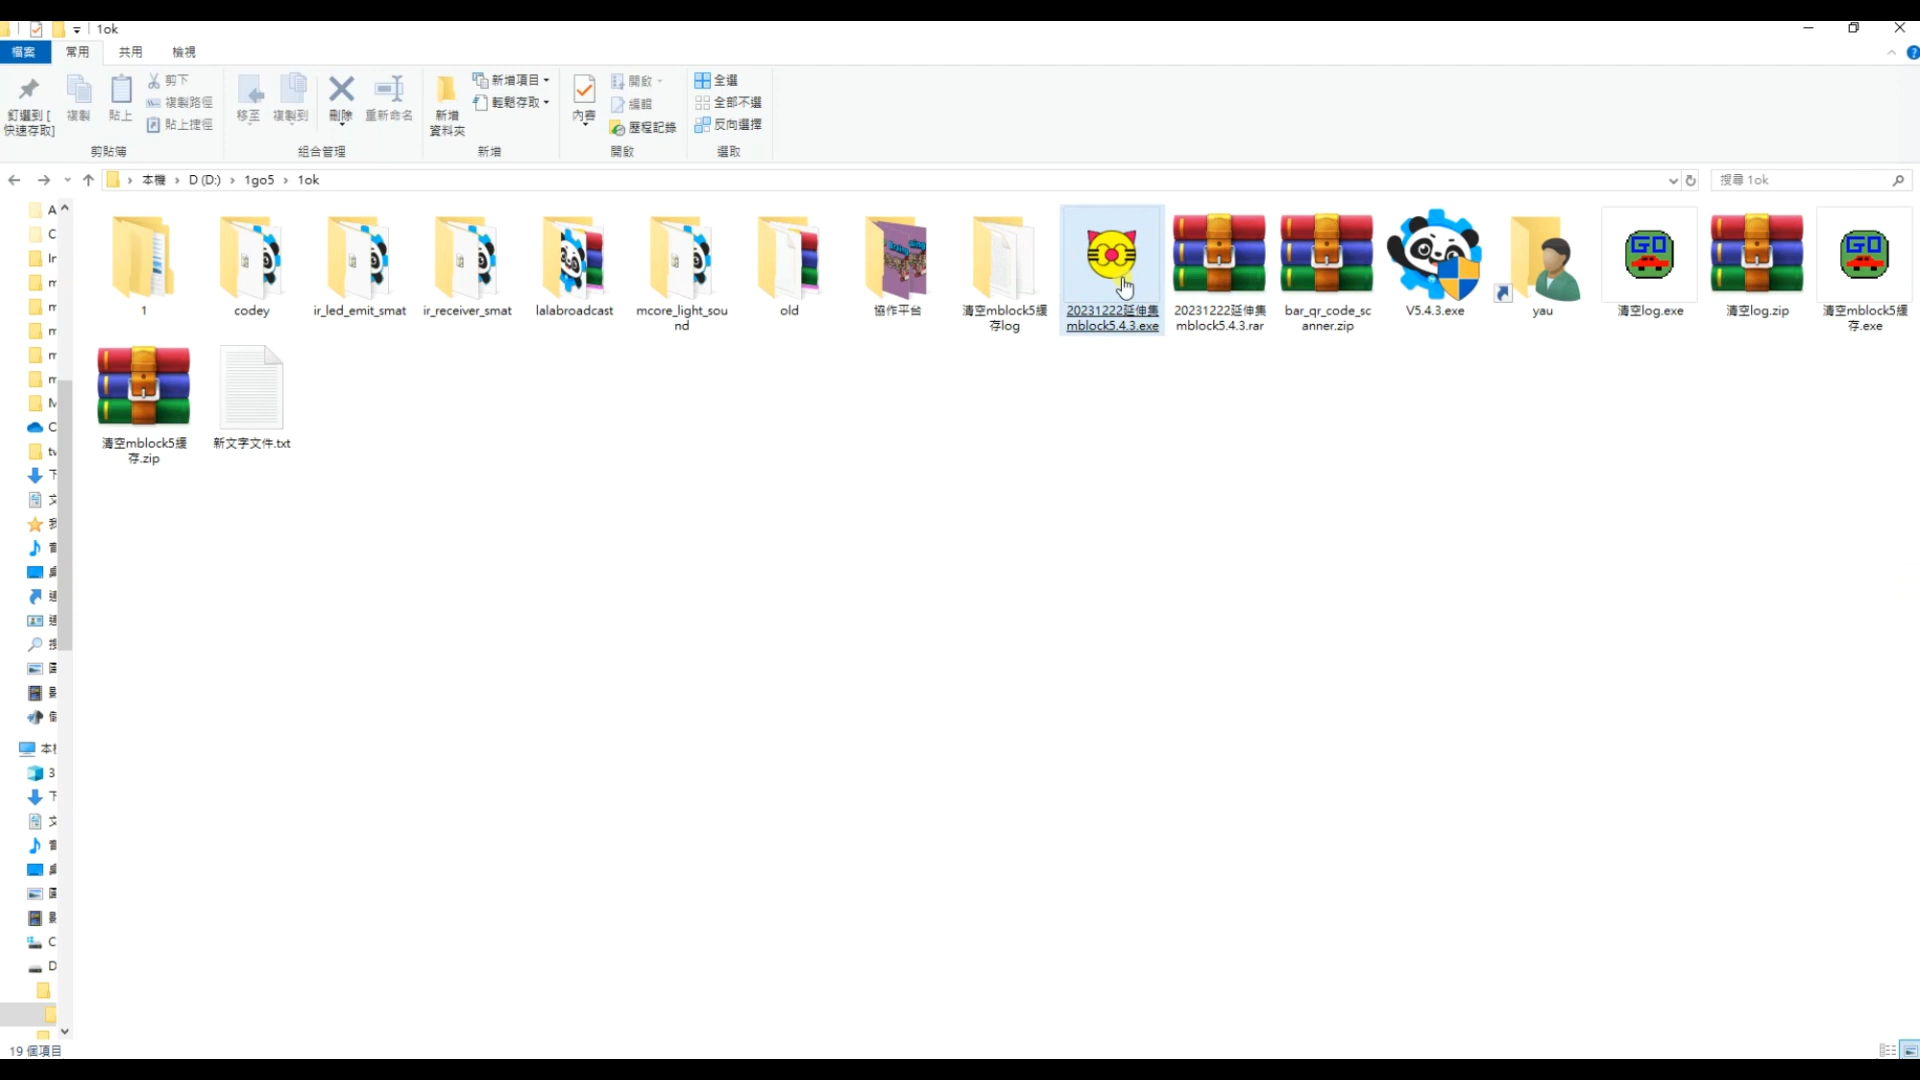 1ok
檔案 常用 共用 檢視
釘選到 [
快速存取]
複製
貼上
剪下
複製路徑
貼上捷徑
剪貼簿
移至
複製到
刪除
重新命名
組合管理
新增
資料夾
新增項目
輕鬆存取
新增
內容
開啟
編輯
歷程記錄
開啟
全選
全部不選
反向選擇
選取
本機 › D (D:) › 1go5 › 1ok
搜尋 1ok
1
codey
ir_led_emit_smat
ir_receiver_smat
lalabroadcast
mcore_light_sou
nd
old
協作平台
清空mblock5緩
存log
20231222延伸集
mblock5.4.3.exe
20231222延伸集
mblock5.4.3.rar
bar_qr_code_sc
anner.zip
V5.4.3.exe
yau
清空log.exe
清空log.zip
清空mblock5緩
存.exe
清空mblock5緩
存.zip
新文字文件.txt
GO
GO
19 個項目